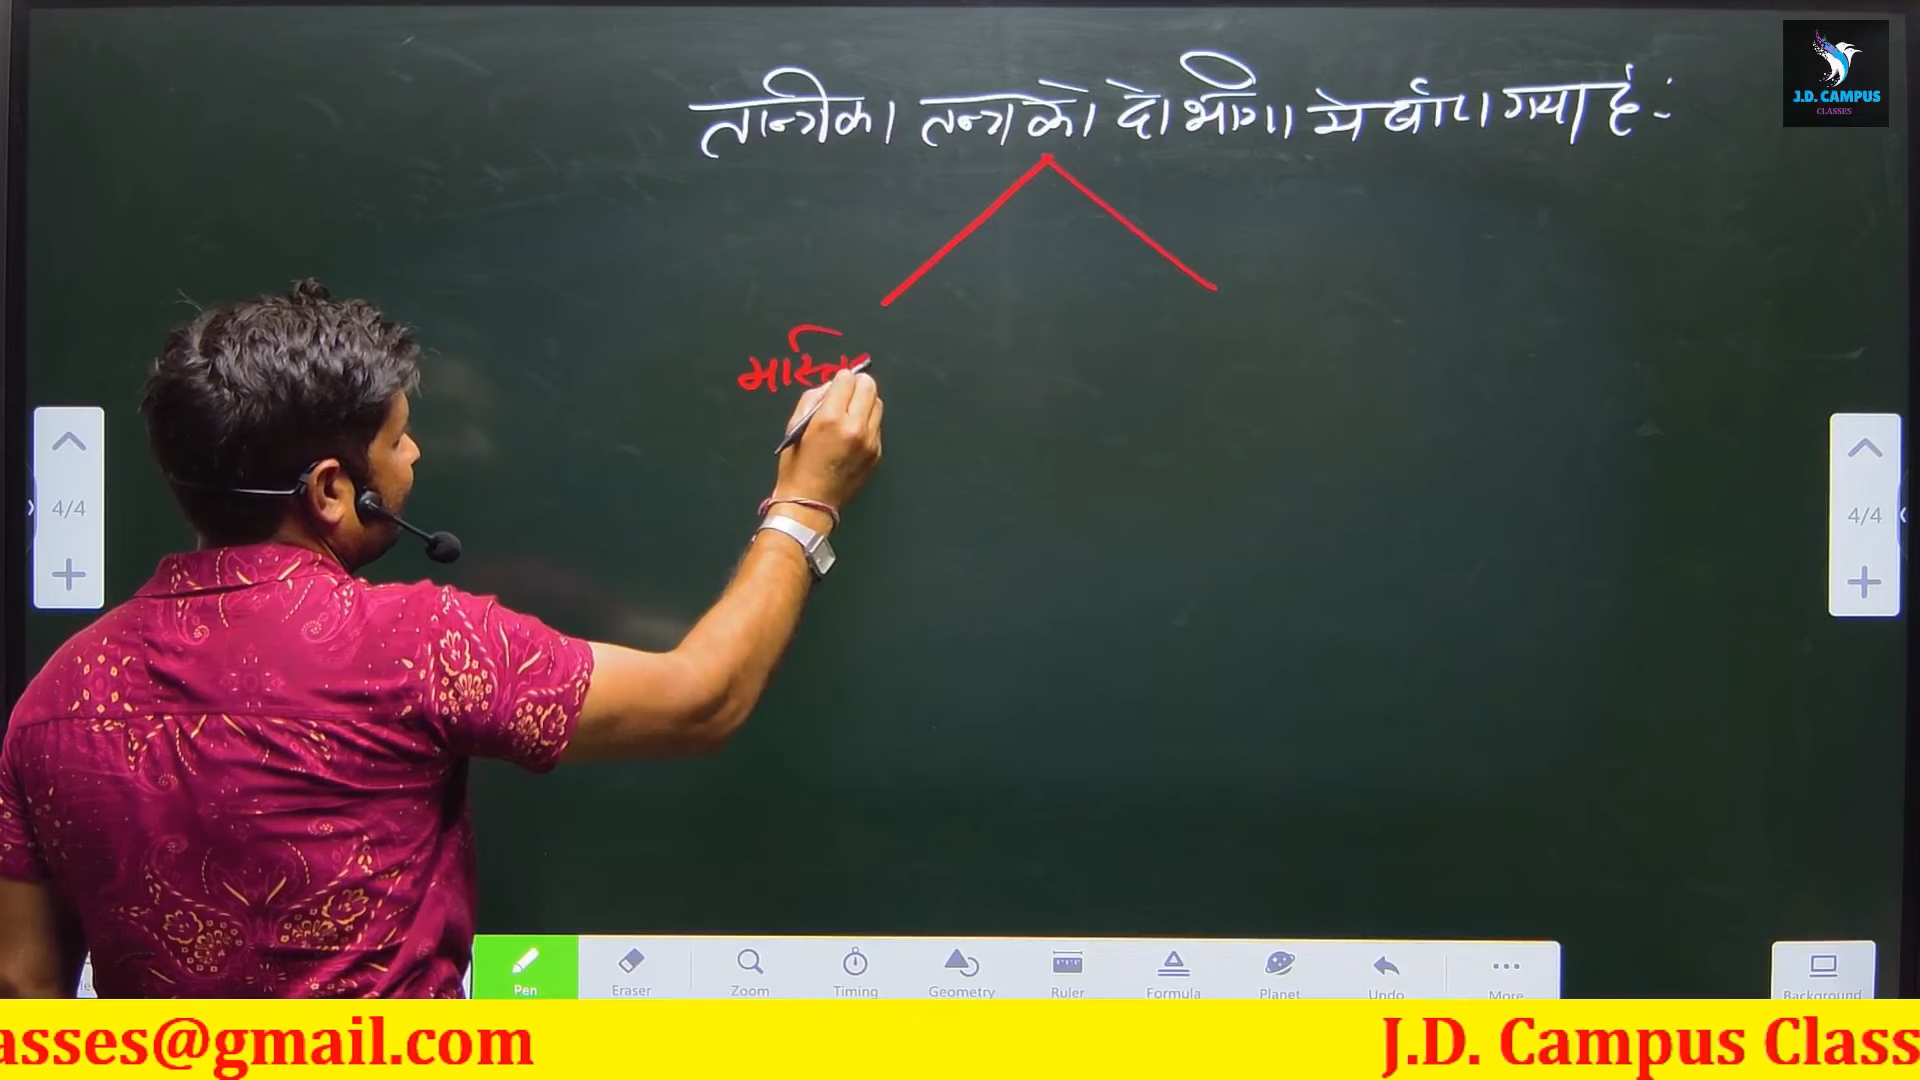 तान्त्रीका तन्त्र को दो भागो मे बांटा गया है :-
J.D. CAMPUS
CLASSES
मस्ति
4/4
4/4
Pen
Eraser
Zoom
Timing
Geometry
Ruler
Formula
Planet
Undo
More
Background
asses@gmail.com
J.D. Campus Class